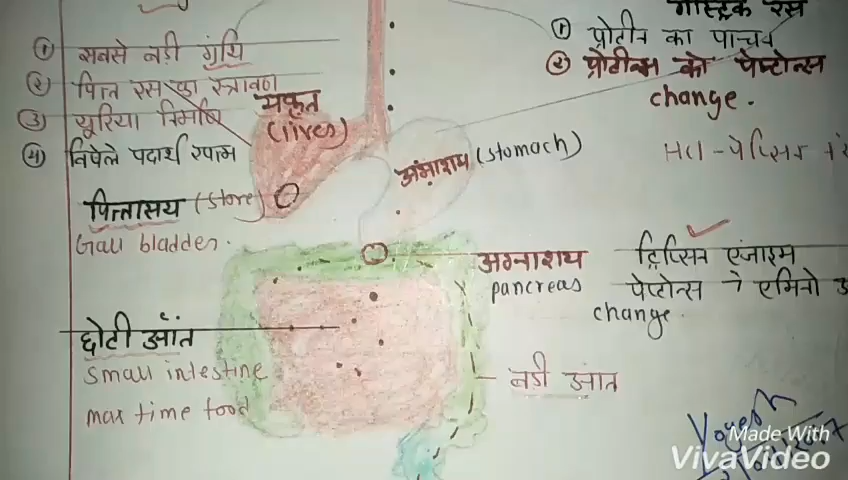 ① सबसे बडी ग्रंथि
② पित्त रस का स्त्रावण
③ यूरिया निर्माण
④ विषैले पदार्थ
यकृत
(liver)
पित्तासय (store)
Gall bladder.
छोटी आँत
small intestine
max time food
गैस्ट्रिक रस
① प्रोटीन का पाचन
② प्रोटीन्स को पेप्टोन्स
change.
HCl - पेप्सिन
आमाशय (stomach)
अग्नाशय
pancreas
ट्रिप्सिन एंजाइम
पेप्टोन्स ने एमिनो
change.
बडी आंत
Yogesh
Made With
VivaVideo